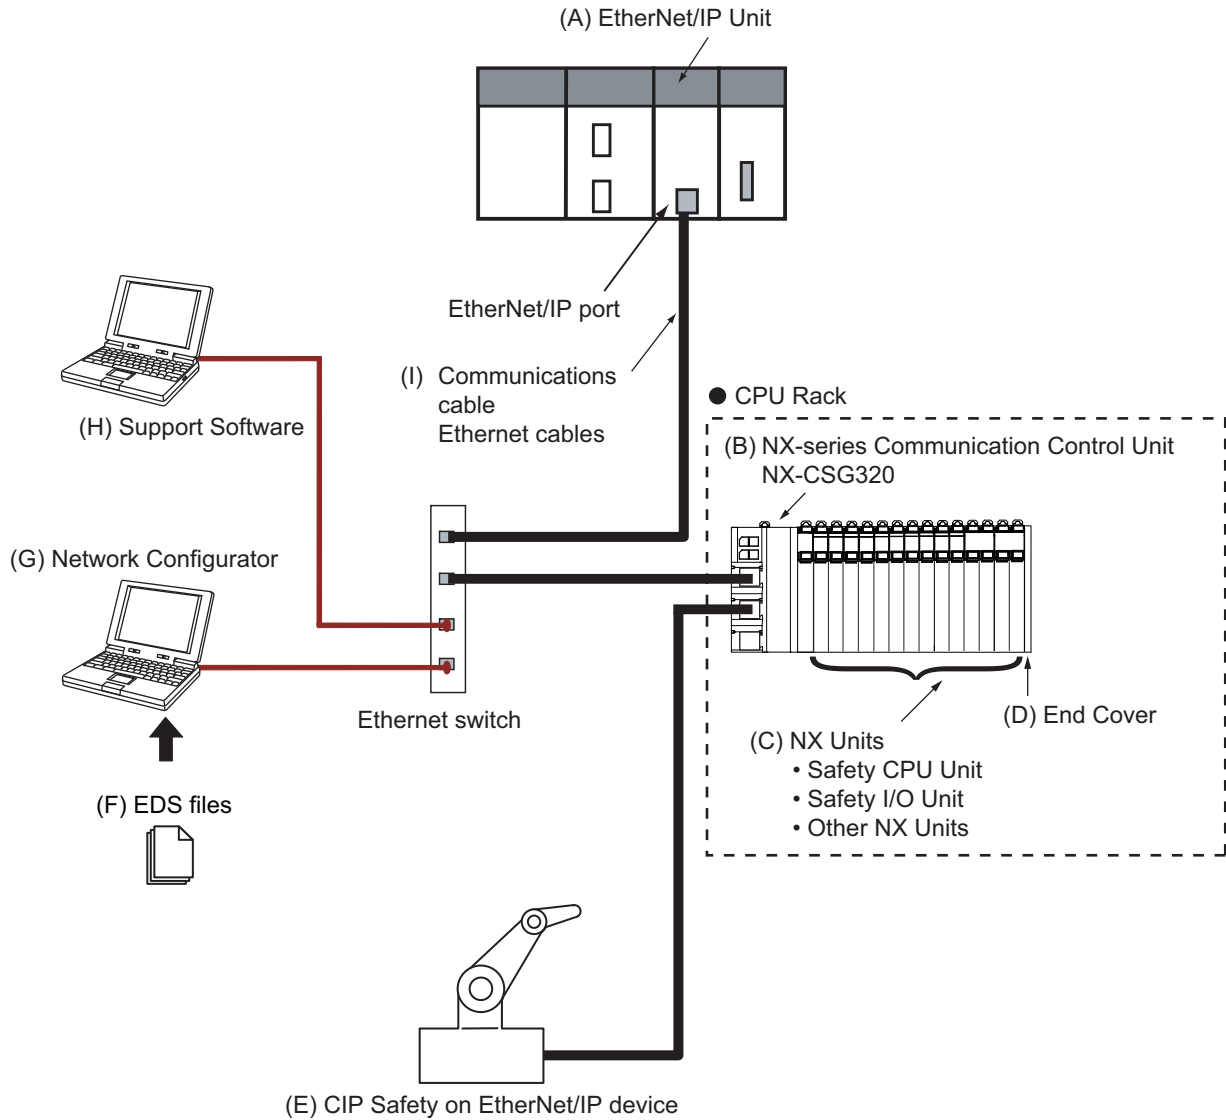 (A) EtherNet/IP Unit
EtherNet/IP port
(I) Communications
cable
Ethernet cables
(H) Support Software
● CPU Rack
(B) NX-series Communication Control Unit
NX-CSG320
(G) Network Configurator
Ethernet switch
(D) End Cover
(C) NX Units
• Safety CPU Unit
• Safety I/O Unit
• Other NX Units
(F) EDS files
(E) CIP Safety on EtherNet/IP device